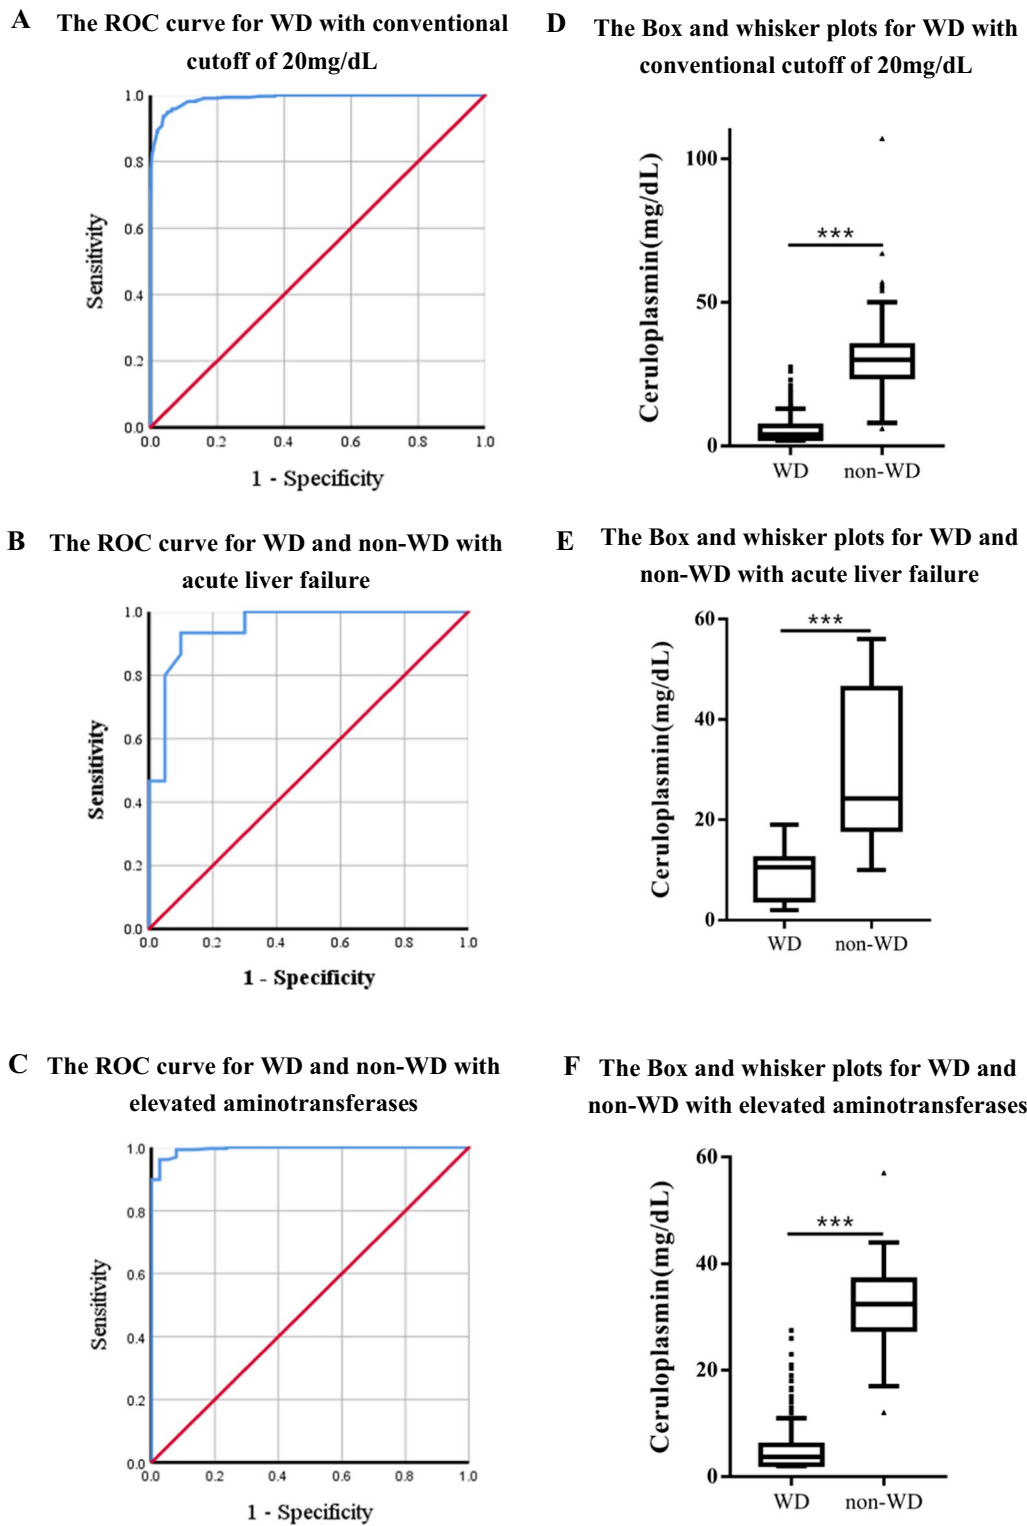 A The ROC curve for WD with conventional
cutoff of 20mg/dL
1.0
0.8
0.6
0.4
0.2
0.0
Sensitivity
0.0 0.2 0.4 0.6 0.8 1.0
1 - Specificity
D The Box and whisker plots for WD with
conventional cutoff of 20mg/dL
Ceruloplasmin(mg/dL)
100
50
0
***
WD non-WD
B The ROC curve for WD and non-WD with
acute liver failure
1.0
0.8
0.6
0.4
0.2
0.0
Sensitivity
0.0 0.2 0.4 0.6 0.8 1.0
1 - Specificity
E The Box and whisker plots for WD and
non-WD with acute liver failure
Ceruloplasmin(mg/dL)
60
40
20
0
***
WD non-WD
C The ROC curve for WD and non-WD with
elevated aminotransferases
1.0
0.8
0.6
0.4
0.2
0.0
Sensitivity
0.0 0.2 0.4 0.6 0.8 1.0
1 - Specificity
F The Box and whisker plots for WD and
non-WD with elevated aminotransferases
Ceruloplasmin(mg/dL)
60
40
20
0
***
WD non-WD